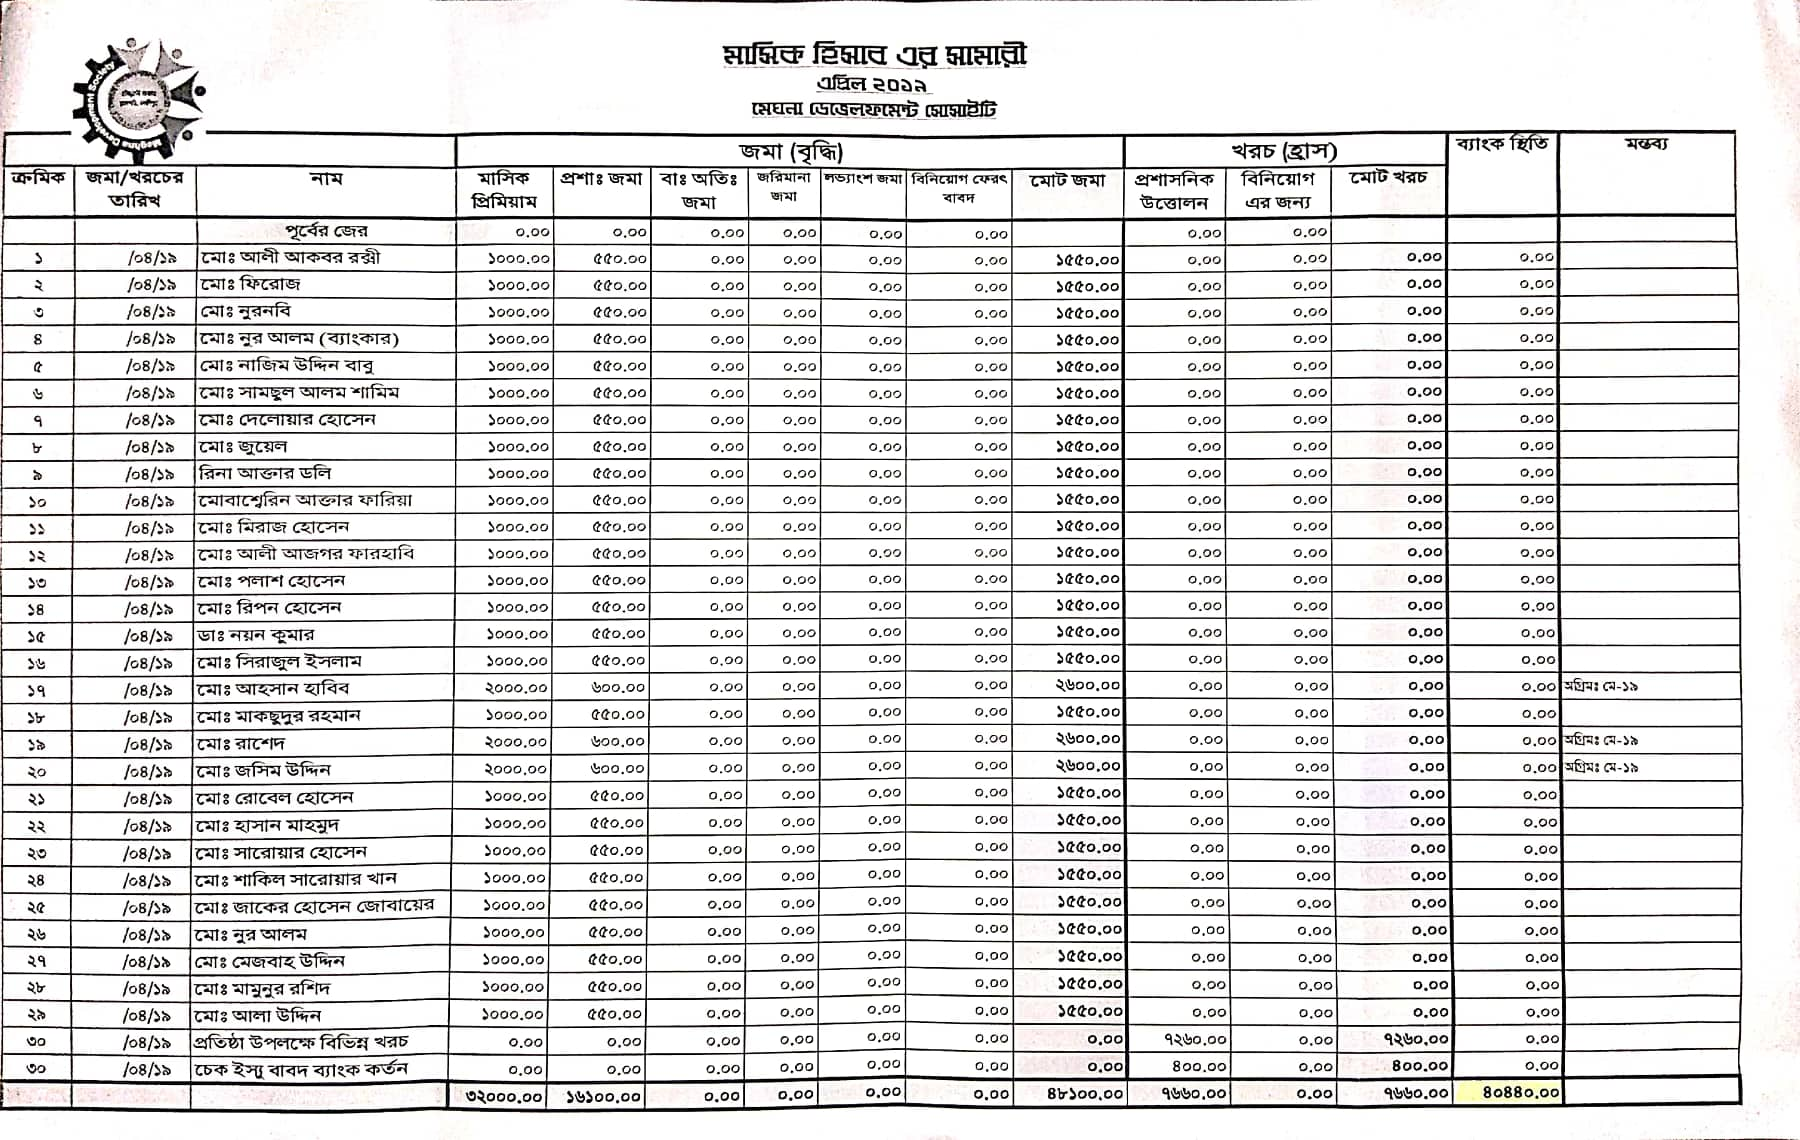 মাসিক হিসাব এর সামারী
এপ্রিল ২০১৯
মেঘনা ডেভেলফমেন্ট সোসাইটি
Meghna Development Society
জমা (বৃদ্ধি) খরচ (হ্রাস) ব্যাংক স্থিতি মন্তব্য
ক্রমিক জমা/খরচের তারিখ নাম মাসিক প্রিমিয়াম প্রশাঃ জমা বাঃ অতিঃ জমা জরিমানা জমা লভ্যাংশ জমা বিনিয়োগ ফেরৎ বাবদ মোট জমা প্রশাসনিক উত্তোলন বিনিয়োগ এর জন্য মোট খরচ
পূর্বের জের ০.০০ ০.০০ ০.০০ ০.০০ ০.০০ ০.০০ ০.০০ ০.০০
১ /০৪/১৯ মোঃ আলী আকবর রক্সী ১০০০.০০ ৫৫০.০০ ০.০০ ০.০০ ০.০০ ০.০০ ১৫৫০.০০ ০.০০ ০.০০ ০.০০ ০.০০
২ /০৪/১৯ মোঃ ফিরোজ ১০০০.০০ ৫৫০.০০ ০.০০ ০.০০ ০.০০ ০.০০ ১৫৫০.০০ ০.০০ ০.০০ ০.০০ ০.০০
৩ /০৪/১৯ মোঃ নুরনবি ১০০০.০০ ৫৫০.০০ ০.০০ ০.০০ ০.০০ ০.০০ ১৫৫০.০০ ০.০০ ০.০০ ০.০০ ০.০০
৪ /০৪/১৯ মোঃ নুর আলম (ব্যাংকার) ১০০০.০০ ৫৫০.০০ ০.০০ ০.০০ ০.০০ ০.০০ ১৫৫০.০০ ০.০০ ০.০০ ০.০০ ০.০০
৫ /০৪/১৯ মোঃ নাজিম উদ্দিন বাবু ১০০০.০০ ৫৫০.০০ ০.০০ ০.০০ ০.০০ ০.০০ ১৫৫০.০০ ০.০০ ০.০০ ০.০০ ০.০০
৬ /০৪/১৯ মোঃ সামছুল আলম শামিম ১০০০.০০ ৫৫০.০০ ০.০০ ০.০০ ০.০০ ০.০০ ১৫৫০.০০ ০.০০ ০.০০ ০.০০ ০.০০
৭ /০৪/১৯ মোঃ দেলোয়ার হোসেন ১০০০.০০ ৫৫০.০০ ০.০০ ০.০০ ০.০০ ০.০০ ১৫৫০.০০ ০.০০ ০.০০ ০.০০ ০.০০
৮ /০৪/১৯ মোঃ জুয়েল ১০০০.০০ ৫৫০.০০ ০.০০ ০.০০ ০.০০ ০.০০ ১৫৫০.০০ ০.০০ ০.০০ ০.০০ ০.০০
৯ /০৪/১৯ রিনা আক্তার ডলি ১০০০.০০ ৫৫০.০০ ০.০০ ০.০০ ০.০০ ০.০০ ১৫৫০.০০ ০.০০ ০.০০ ০.০০ ০.০০
১০ /০৪/১৯ মোবাশ্বেরিন আক্তার ফারিয়া ১০০০.০০ ৫৫০.০০ ০.০০ ০.০০ ০.০০ ০.০০ ১৫৫০.০০ ০.০০ ০.০০ ০.০০ ০.০০
১১ /০৪/১৯ মোঃ মিরাজ হোসেন ১০০০.০০ ৫৫০.০০ ০.০০ ০.০০ ০.০০ ০.০০ ১৫৫০.০০ ০.০০ ০.০০ ০.০০ ০.০০
১২ /০৪/১৯ মোঃ আলী আজগর ফারহাবি ১০০০.০০ ৫৫০.০০ ০.০০ ০.০০ ০.০০ ০.০০ ১৫৫০.০০ ০.০০ ০.০০ ০.০০ ০.০০
১৩ /০৪/১৯ মোঃ পলাশ হোসেন ১০০০.০০ ৫৫০.০০ ০.০০ ০.০০ ০.০০ ০.০০ ১৫৫০.০০ ০.০০ ০.০০ ০.০০ ০.০০
১৪ /০৪/১৯ মোঃ রিপন হোসেন ১০০০.০০ ৫৫০.০০ ০.০০ ০.০০ ০.০০ ০.০০ ১৫৫০.০০ ০.০০ ০.০০ ০.০০ ০.০০
১৫ /০৪/১৯ ডাঃ নয়ন কুমার ১০০০.০০ ৫৫০.০০ ০.০০ ০.০০ ০.০০ ০.০০ ১৫৫০.০০ ০.০০ ০.০০ ০.০০ ০.০০
১৬ /০৪/১৯ মোঃ সিরাজুল ইসলাম ১০০০.০০ ৫৫০.০০ ০.০০ ০.০০ ০.০০ ০.০০ ১৫৫০.০০ ০.০০ ০.০০ ০.০০ ০.০০
১৭ /০৪/১৯ মোঃ আহসান হাবিব ২০০০.০০ ৬০০.০০ ০.০০ ০.০০ ০.০০ ০.০০ ২৬০০.০০ ০.০০ ০.০০ ০.০০ ০.০০ অগ্রিমঃ মে-১৯
১৮ /০৪/১৯ মোঃ মাকছুদুর রহমান ১০০০.০০ ৫৫০.০০ ০.০০ ০.০০ ০.০০ ০.০০ ১৫৫০.০০ ০.০০ ০.০০ ০.০০ ০.০০
১৯ /০৪/১৯ মোঃ রাশেদ ২০০০.০০ ৬০০.০০ ০.০০ ০.০০ ০.০০ ০.০০ ২৬০০.০০ ০.০০ ০.০০ ০.০০ ০.০০ অগ্রিমঃ মে-১৯
২০ /০৪/১৯ মোঃ জসিম উদ্দিন ২০০০.০০ ৬০০.০০ ০.০০ ০.০০ ০.০০ ০.০০ ২৬০০.০০ ০.০০ ০.০০ ০.০০ ০.০০ অগ্রিমঃ মে-১৯
২১ /০৪/১৯ মোঃ রোবেল হোসেন ১০০০.০০ ৫৫০.০০ ০.০০ ০.০০ ০.০০ ০.০০ ১৫৫০.০০ ০.০০ ০.০০ ০.০০ ০.০০
২২ /০৪/১৯ মোঃ হাসান মাহমুদ ১০০০.০০ ৫৫০.০০ ০.০০ ০.০০ ০.০০ ০.০০ ১৫৫০.০০ ০.০০ ০.০০ ০.০০ ০.০০
২৩ /০৪/১৯ মোঃ সারোয়ার হোসেন ১০০০.০০ ৫৫০.০০ ০.০০ ০.০০ ০.০০ ০.০০ ১৫৫০.০০ ০.০০ ০.০০ ০.০০ ০.০০
২৪ /০৪/১৯ মোঃ শাকিল সারোয়ার খান ১০০০.০০ ৫৫০.০০ ০.০০ ০.০০ ০.০০ ০.০০ ১৫৫০.০০ ০.০০ ০.০০ ০.০০ ০.০০
২৫ /০৪/১৯ মোঃ জাকের হোসেন জোবায়ের ১০০০.০০ ৫৫০.০০ ০.০০ ০.০০ ০.০০ ০.০০ ১৫৫০.০০ ০.০০ ০.০০ ০.০০ ০.০০
২৬ /০৪/১৯ মোঃ নুর আলম ১০০০.০০ ৫৫০.০০ ০.০০ ০.০০ ০.০০ ০.০০ ১৫৫০.০০ ০.০০ ০.০০ ০.০০ ০.০০
২৭ /০৪/১৯ মোঃ মেজবাহ উদ্দিন ১০০০.০০ ৫৫০.০০ ০.০০ ০.০০ ০.০০ ০.০০ ১৫৫০.০০ ০.০০ ০.০০ ০.০০ ০.০০
২৮ /০৪/১৯ মোঃ মামুনুর রশিদ ১০০০.০০ ৫৫০.০০ ০.০০ ০.০০ ০.০০ ০.০০ ১৫৫০.০০ ০.০০ ০.০০ ০.০০ ০.০০
২৯ /০৪/১৯ মোঃ আলা উদ্দিন ১০০০.০০ ৫৫০.০০ ০.০০ ০.০০ ০.০০ ০.০০ ১৫৫০.০০ ০.০০ ০.০০ ০.০০ ০.০০
৩০ /০৪/১৯ প্রতিষ্ঠা উপলক্ষে বিভিন্ন খরচ ০.০০ ০.০০ ০.০০ ০.০০ ০.০০ ০.০০ ০.০০ ৭২৬০.০০ ০.০০ ৭২৬০.০০ ০.০০
৩০ /০৪/১৯ চেক ইস্যু বাবদ ব্যাংক কর্তন ০.০০ ০.০০ ০.০০ ০.০০ ০.০০ ০.০০ ০.০০ ৪০০.০০ ০.০০ ৪০০.০০ ০.০০
৩২০০০.০০ ১৬১০০.০০ ০.০০ ০.০০ ০.০০ ০.০০ ৪৮১০০.০০ ৭৬৬০.০০ ০.০০ ৭৬৬০.০০ ৪০৪৪০.০০